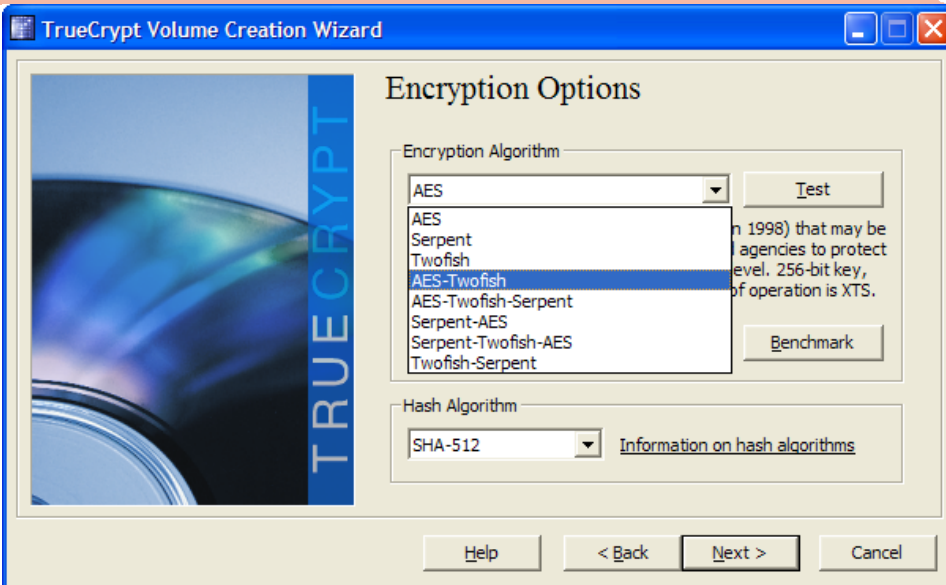 TrueCrypt Volume Creation Wizard
TRUECRYPT
Encryption Options
Encryption Algorithm
AES
Test
AES
Serpent
Twofish
AES-Twofish
AES-Twofish-Serpent
Serpent-AES
Serpent-Twofish-AES
Twofish-Serpent
1998) that may be
agencies to protect
256-bit key,
of operation is XTS.
Benchmark
Hash Algorithm
SHA-512
Information on hash algorithms
Help
< Back
Next >
Cancel